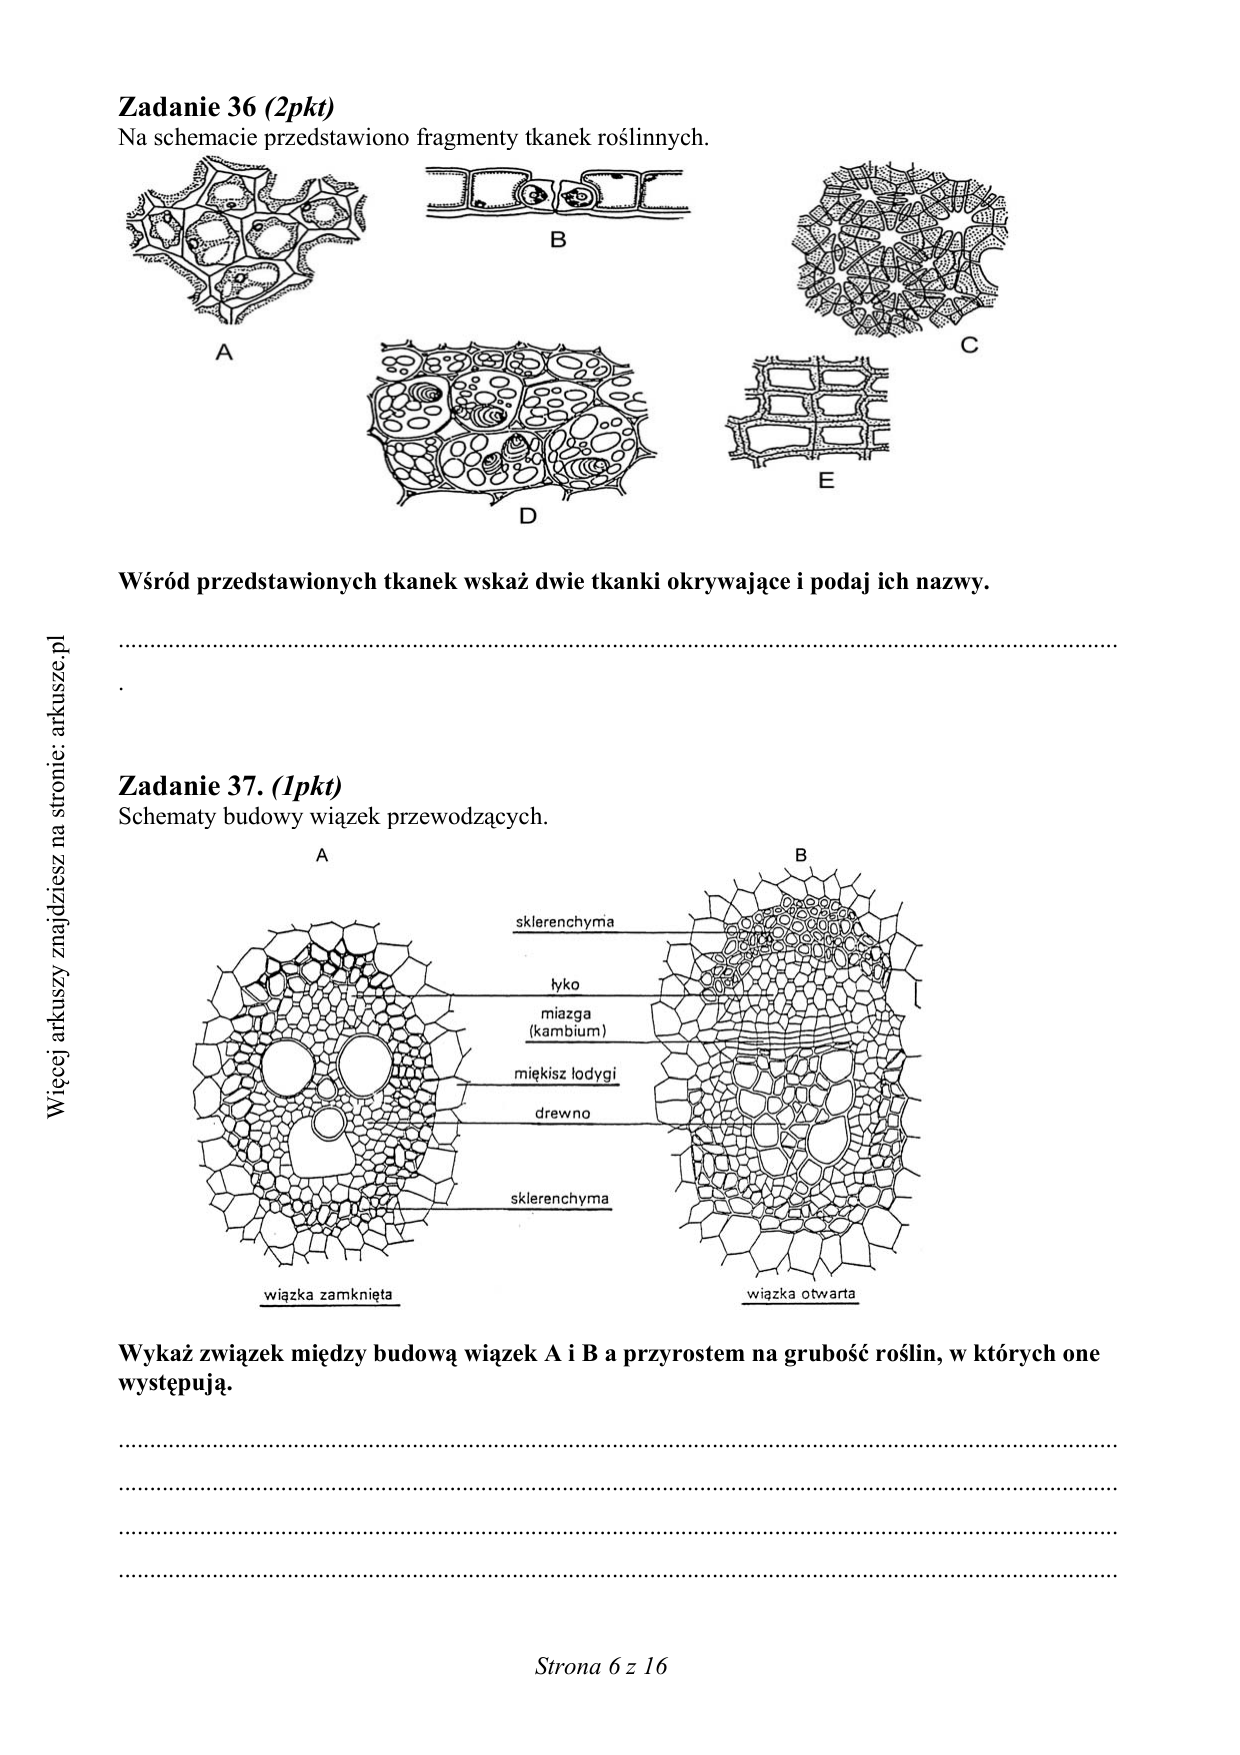 Zadanie 36 (2pkt)
Na schemacie przedstawiono fragmenty tkanek roślinnych.
A
B
C
D
E
Wśród przedstawionych tkanek wskaż dwie tkanki okrywające i podaj ich nazwy.
................................................................................................................................................................
.
Więcej arkuszy znajdziesz na stronie: arkusze.pl
Zadanie 37. (1pkt)
Schematy budowy wiązek przewodzących.
A
B
sklerenchyma
łyko
miazga
(kambium)
miękisz łodygi
drewno
sklerenchyma
wiązka zamknięta
wiązka otwarta
Wykaż związek między budową wiązek A i B a przyrostem na grubość roślin, w których one
występują.
................................................................................................................................................................
................................................................................................................................................................
................................................................................................................................................................
................................................................................................................................................................
Strona 6 z 16